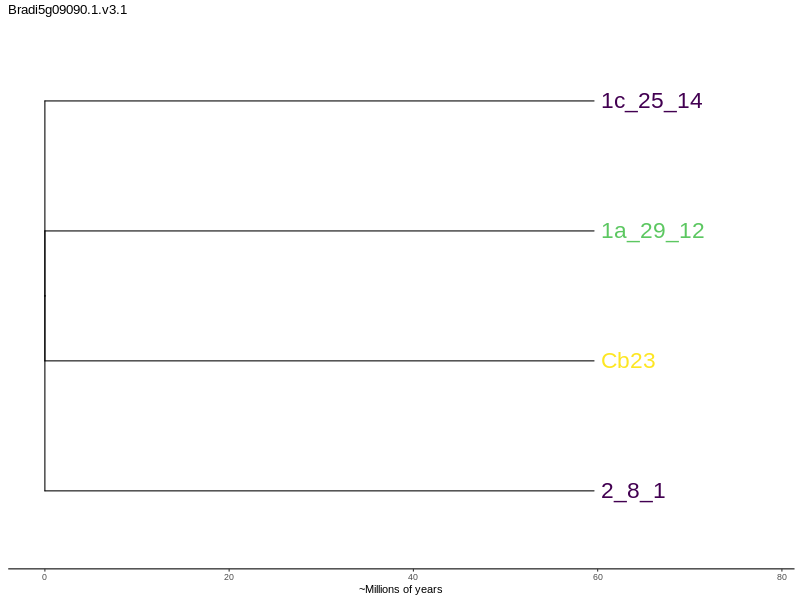 Bradi5g09090.1.v3.1
1c_25_14
1a_29_12
Cb23
2_8_1
0 20 40 60 80
~Millions of years